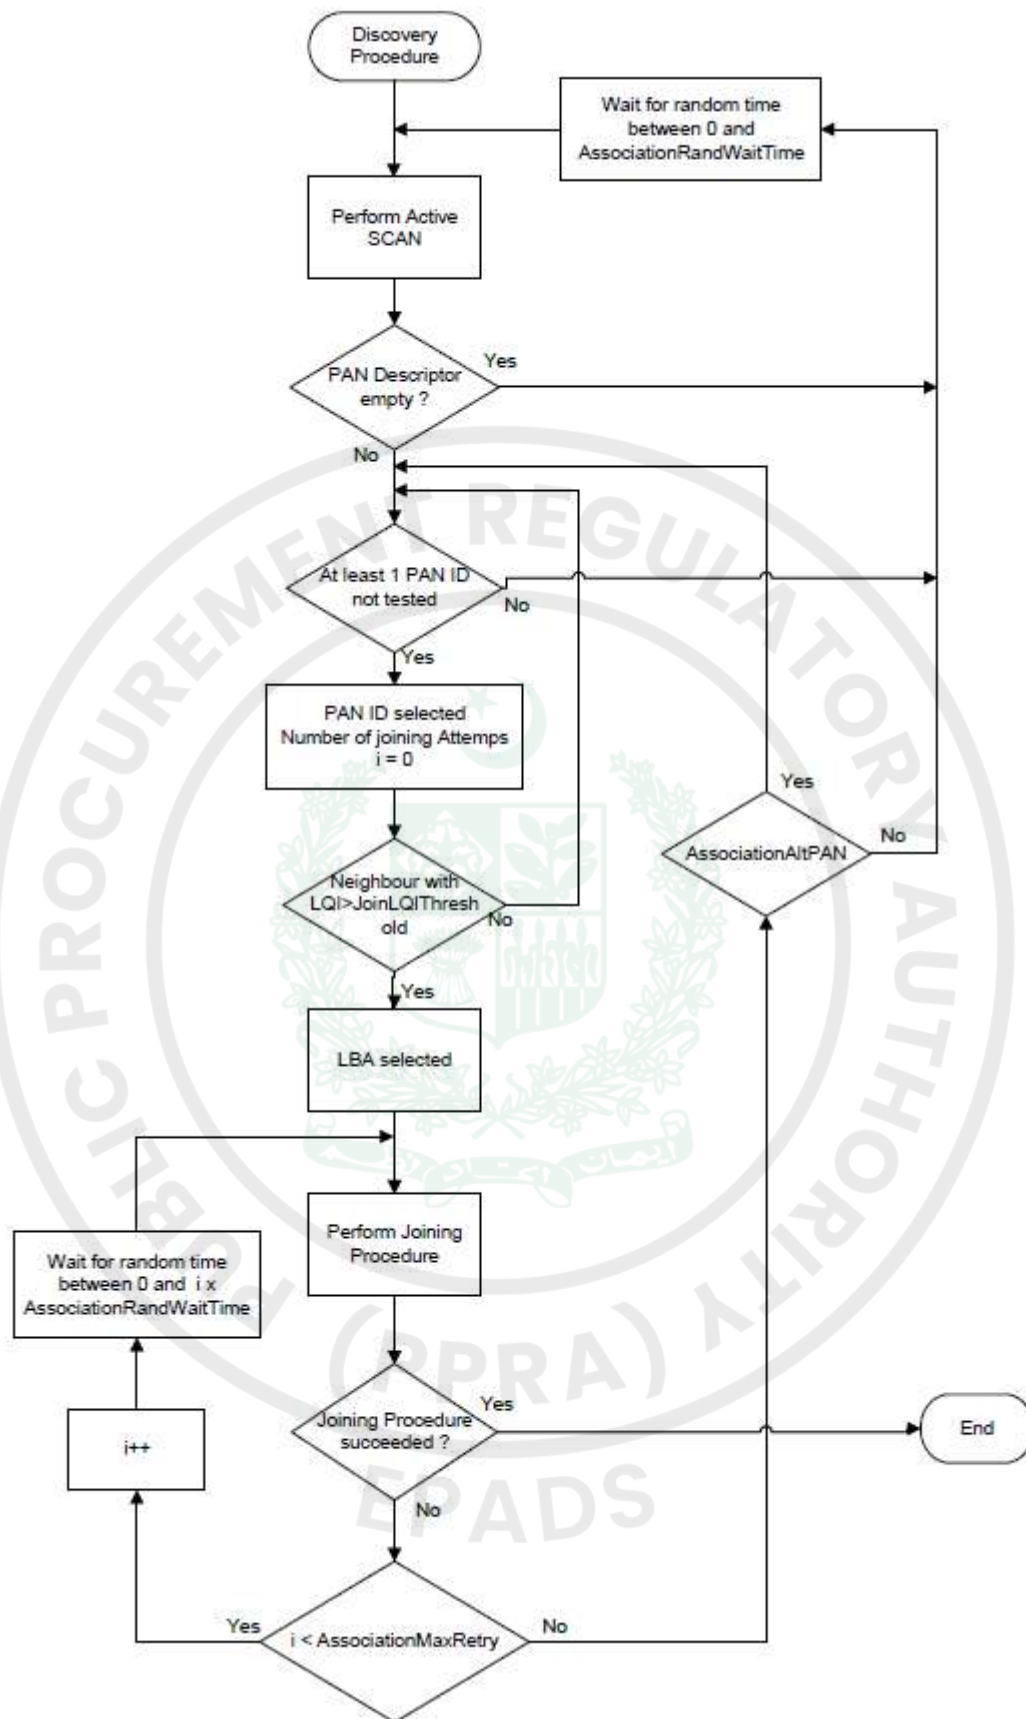 Discovery
Procedure
Wait for random time
between 0 and
AssociationRandWaitTime
Perform Active
SCAN
PAN Descriptor
empty ?
Yes
No
At least 1 PAN ID
not tested
No
Yes
PAN ID selected
Number of joining Attemps
i = 0
Yes
AssociationAltPAN
No
Neighbour with
LQI>JoinLQIThresh
old
No
Yes
LBA selected
Perform Joining
Procedure
Wait for random time
between 0 and i x
AssociationRandWaitTime
Joining Procedure
succeeded ?
Yes
End
i++
No
i < AssociationMaxRetry
Yes
No
PUBLIC PROCUREMENT REGULATORY AUTHORITY
(PPRA)
EPADS